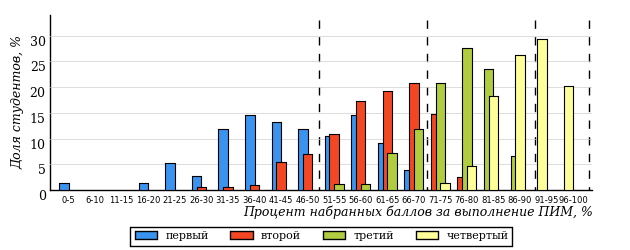 Доля студентов, %
30
25
20
15
10
5
0
0-5 6-10 11-15 16-20 21-25 26-30 31-35 36-40 41-45 46-50 51-55 56-60 61-65 66-70 71-75 76-80 81-85 86-90 91-95 96-100
Процент набранных баллов за выполнение ПИМ, %
первый второй третий четвертый